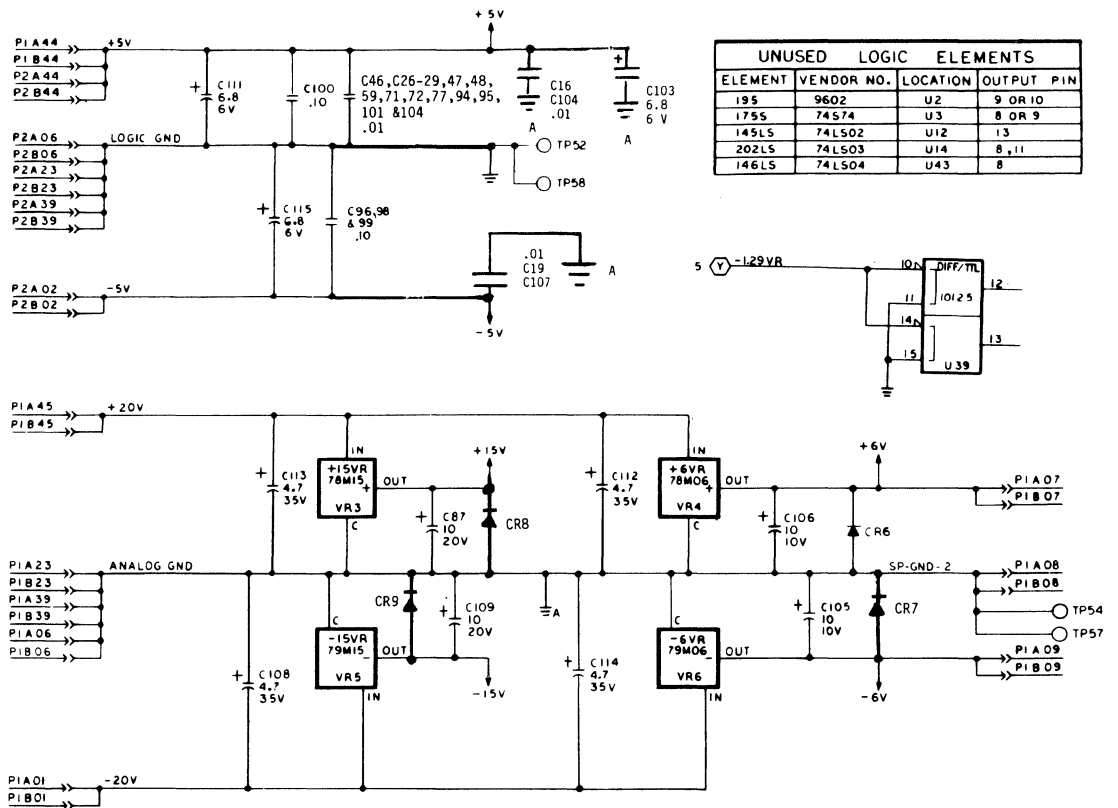 +5V
P1A44
P1B44
P2A44
P2B44
+5V
+
C111
6.8
6V
C100
.10
C46,C26-29,47,48,
59,71,72,77,94,95,
101 &104
.01
C16
C104
.01
A
+
C103
6.8
6 V
A
P2A06
P2B06
P2A23
P2B23
P2A39
P2B39
LOGIC GND
TP52
TP58
+
C115
6.8
6V
C96,98
& 99
.10
.01
C19
C107
A
P2A02
P2B02
-5V
-5V
UNUSED LOGIC ELEMENTS
ELEMENT VENDOR NO. LOCATION OUTPUT PIN
195 9602 U2 9 OR 10
175S 74S74 U3 8 OR 9
145LS 74LS02 U12 13
202LS 74LS03 U14 8,11
146LS 74LS04 U43 8
5 Y -1.29VR
10
DIFF/TTL
12
11
10125
14
13
15
U39
P1A45
P1B45
+20V
+
C113
4.7
35V
IN
+15VR
78M15
+
VR3
OUT
C
+15V
+
C87
10
20V
CR8
+
C112
4.7
35V
IN
+6VR
78M06
+
VR4
OUT
C
+6V
+
C106
10
10V
CR6
P1A07
P1B07
P1A23
P1B23
P1A39
P1B39
P1A06
P1B06
ANALOG GND
A
SP-GND-2
P1A08
P1B08
TP54
TP57
+
C108
4.7
35V
C
-15VR
79M15
-
VR5
OUT
IN
CR9
+
C109
10
20V
-15V
+
C114
4.7
35V
C
-6VR
79M06
-
VR6
OUT
IN
+
C105
10
10V
CR7
-6V
P1A09
P1B09
P1A01
P1B01
-20V